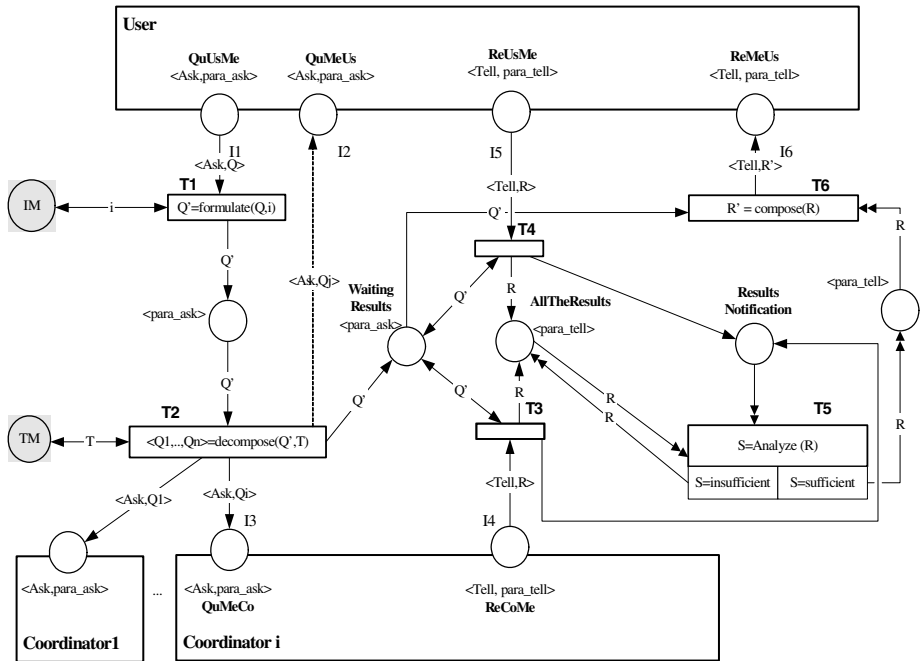 User
QuUsMe
<Ask,para_ask>
QuMeUs
<Ask,para_ask>
ReUsMe
<Tell, para_tell>
ReMeUs
<Tell, para_tell>
I1
<Ask,Q>
I2
I5
<Tell,R>
I6
<Tell,R'>
T1
Q'=formulate(Q,i)
IM
i
T6
R' = compose(R)
Q'
T4
R
Q'
<Ask,Qj>
Waiting
Results
<para_ask>
Q'
R
AllTheResults
<para_tell>
Results
Notification
<para_tell>
<para_ask>
Q'
Q'
Q'
R
R
R
R
T3
T2
<Q1,..,Qn>=decompose(Q',T)
TM
T
T5
S=Analyze (R)
S=insufficient
S=sufficient
<Ask,Q1>
<Ask,Qi>
I3
<Tell,R>
I4
<Ask,para_ask>
...
<Ask,para_ask>
QuMeCo
<Tell, para_tell>
ReCoMe
Coordinator1
Coordinator i